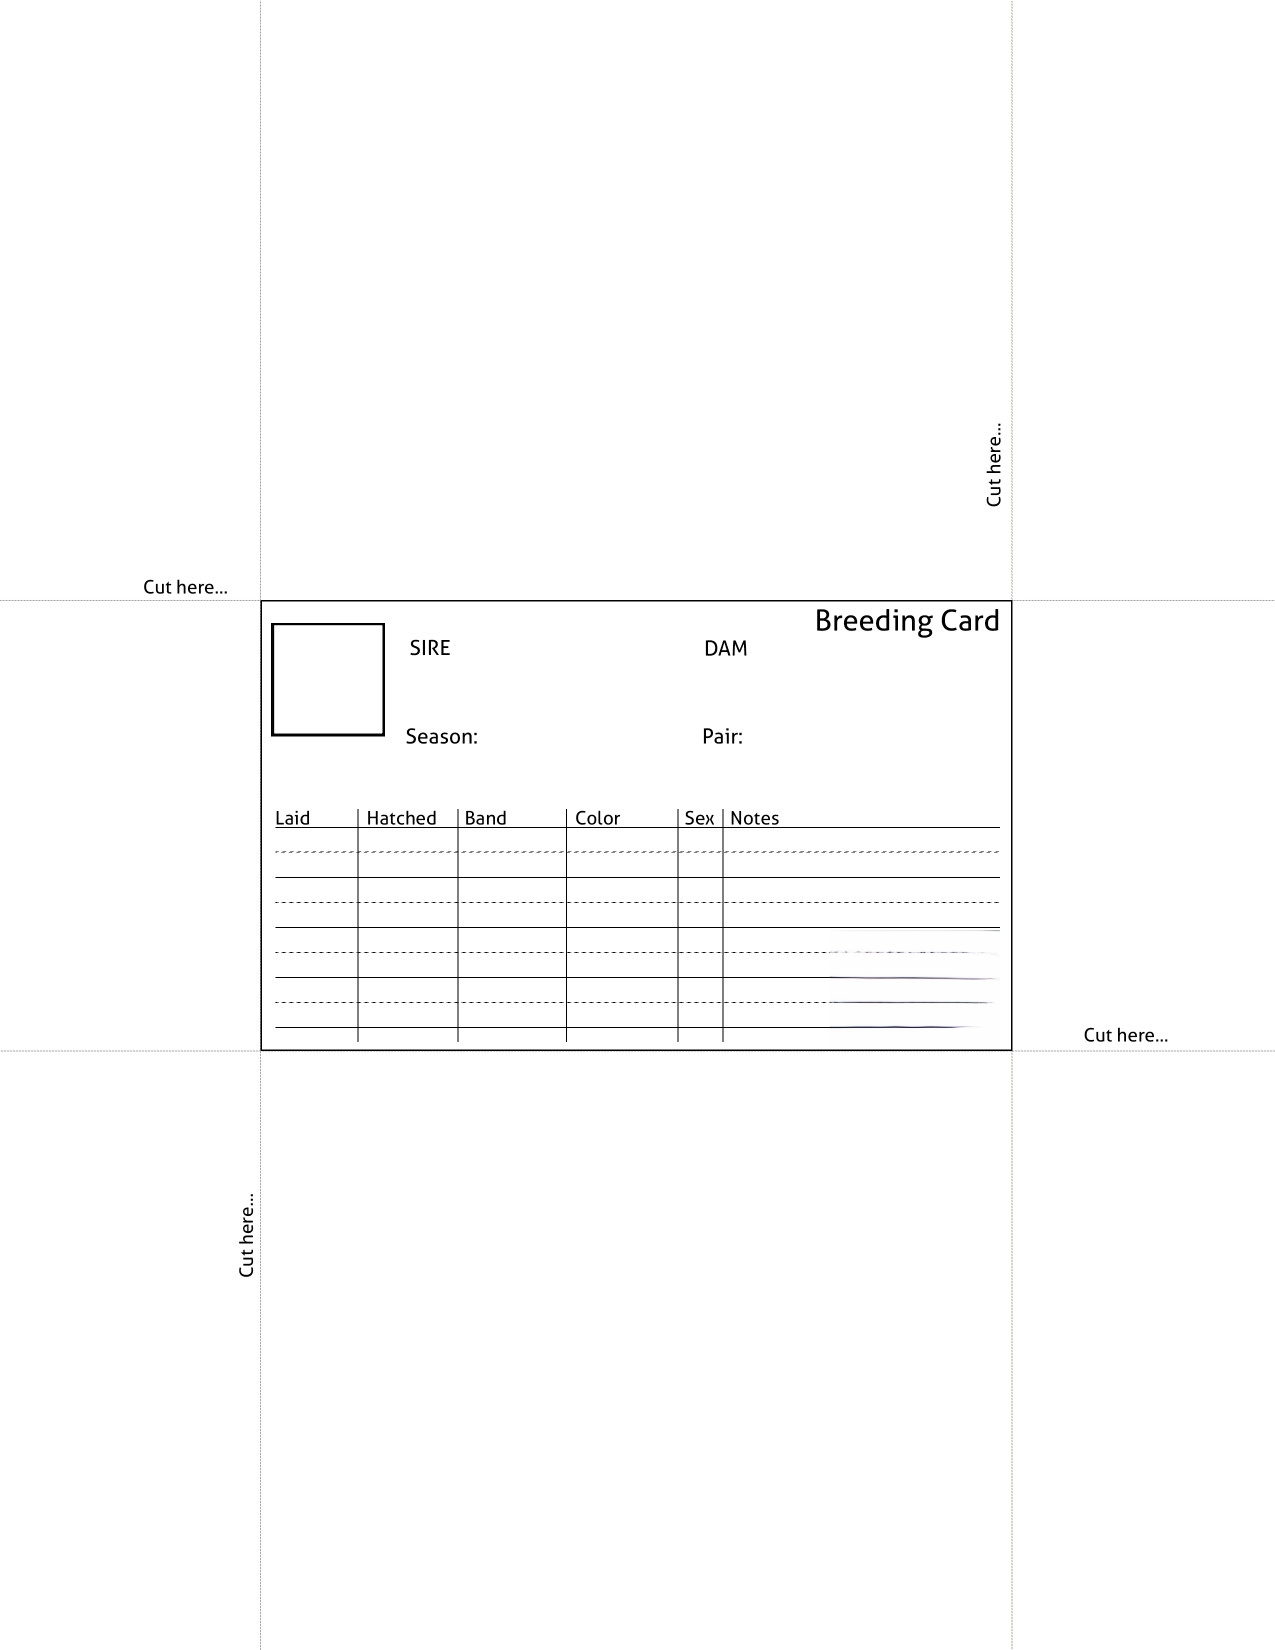 Cut here...
Cut here...
Breeding Card
SIRE DAM
Season: Pair:
Laid Hatched Band Color Sex Notes
Cut here...
Cut here...